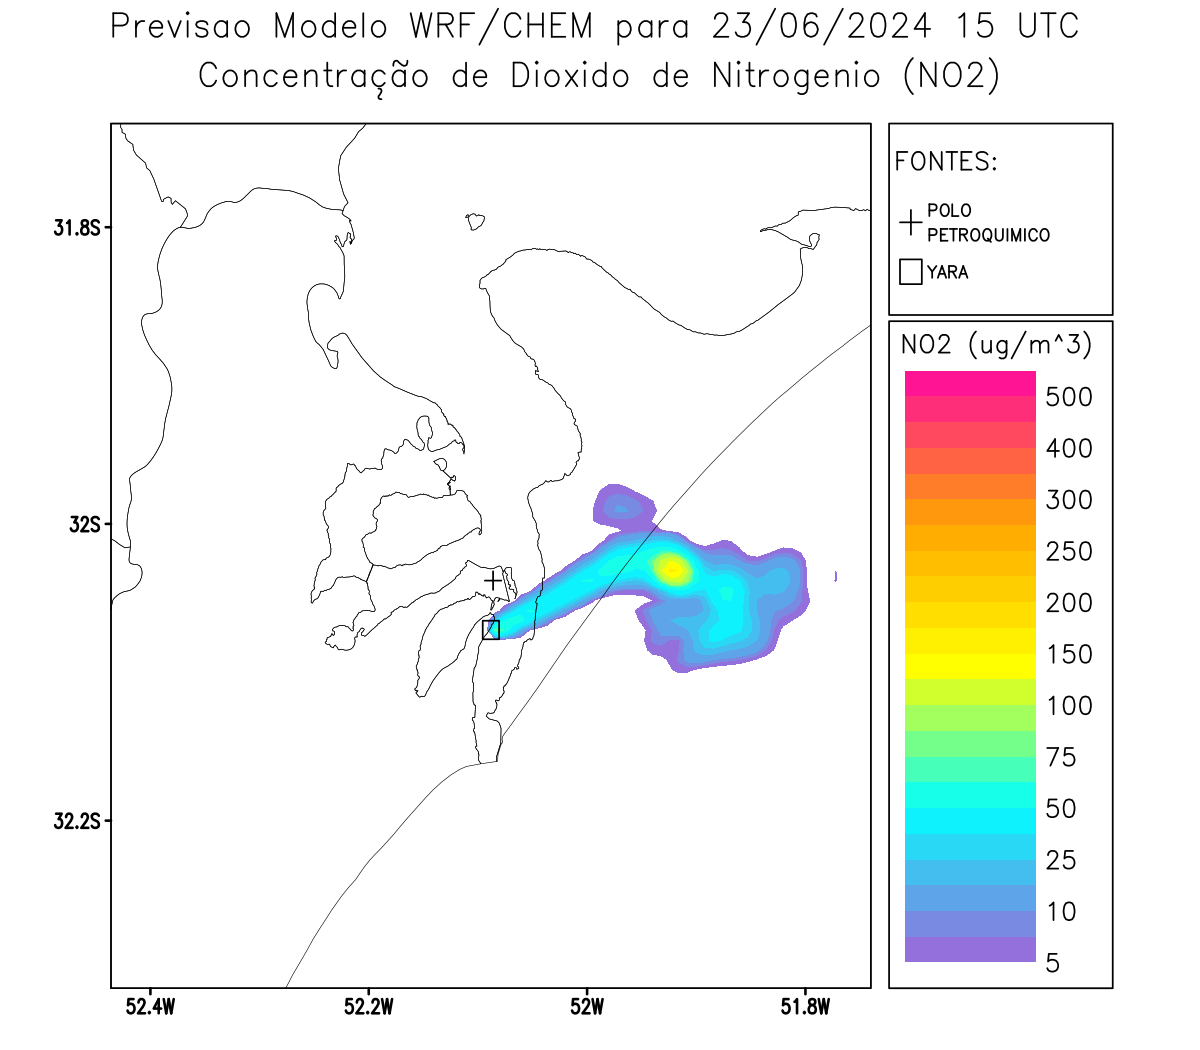 Previsao Modelo WRF/CHEM para 23/06/2024 15 UTC
Concentração de Dioxido de Nitrogenio (NO2)
FONTES:
POLO
PETROQUIMICO
YARA
NO2 (ug/m^3)
500
400
300
250
200
150
100
75
50
25
10
5
31.8S
32S
32.2S
52.4W
52.2W
52W
51.8W